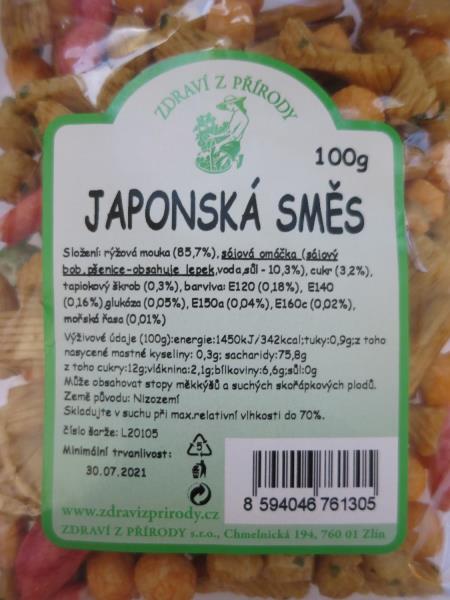 ZDRAVÍ Z PŘÍRODY
100g
JAPONSKÁ SMĚS
Složení: rýžová mouka (85,7%), sójová omáčka (sójový
bob, pšenice-obsahuje lepek,voda,sůl - 10,3%), cukr (3,2%),
tapiokový škrob (0,3%), barviva: E120 (0,18%), E140
(0,16%),glukóza (0,05%), E150a (0,04%), E160c (0,02%),
mořská řasa (0,01%)
Výživové údaje (100g):energie:1450kJ/342kcal;tuky:0,9g;z toho
nasycené mastné kyseliny: 0,3g; sacharidy:75,8g
z toho cukry:12g;vláknina:2,1g;bílkoviny:6,6g;sůl:0g
Může obsahovat stopy měkkýšů a suchých skořápkových plodů.
Země původu: Nizozemí
Skladujte v suchu při max.relativní vlhkosti do 70%.
číslo šarže: L20105
Minimální trvanlivost:
30.07.2021
5
8 594046 761305
www.zdravizprirody.cz
ZDRAVÍ Z PŘÍRODY s.r.o., Chmelnická 194, 760 01 Zlín